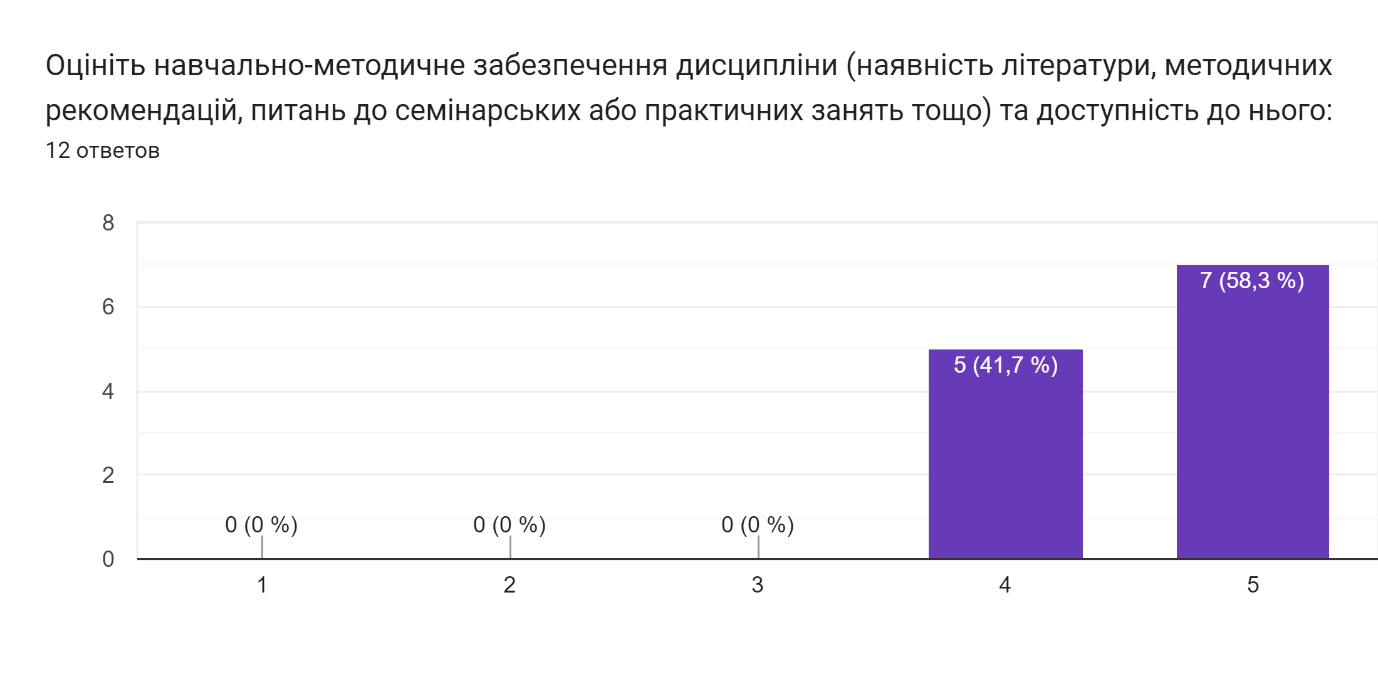 Оцініть навчально-методичне забезпечення дисципліни (наявність літератури, методичних
рекомендацій, питань до семінарських або практичних занять тощо) та доступність до нього:
12 ответов
8
6
4
2
0
0 (0 %)
0 (0 %)
0 (0 %)
5 (41,7 %)
7 (58,3 %)
1
2
3
4
5